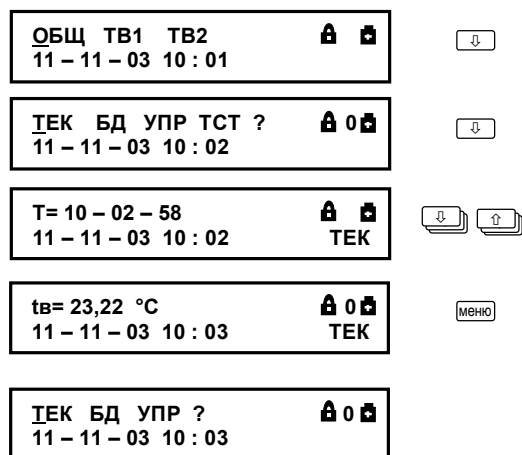 ОБЩ ТВ1 ТВ2
11 – 11 – 03 10 : 01
ТЕК БД УПР ТСТ ? 0
11 – 11 – 03 10 : 02
Т= 10 – 02 – 58
11 – 11 – 03 10 : 02 ТЕК
tв= 23,22 °C 0
11 – 11 – 03 10 : 03 ТЕК
меню
ТЕК БД УПР ? 0
11 – 11 – 03 10 : 03